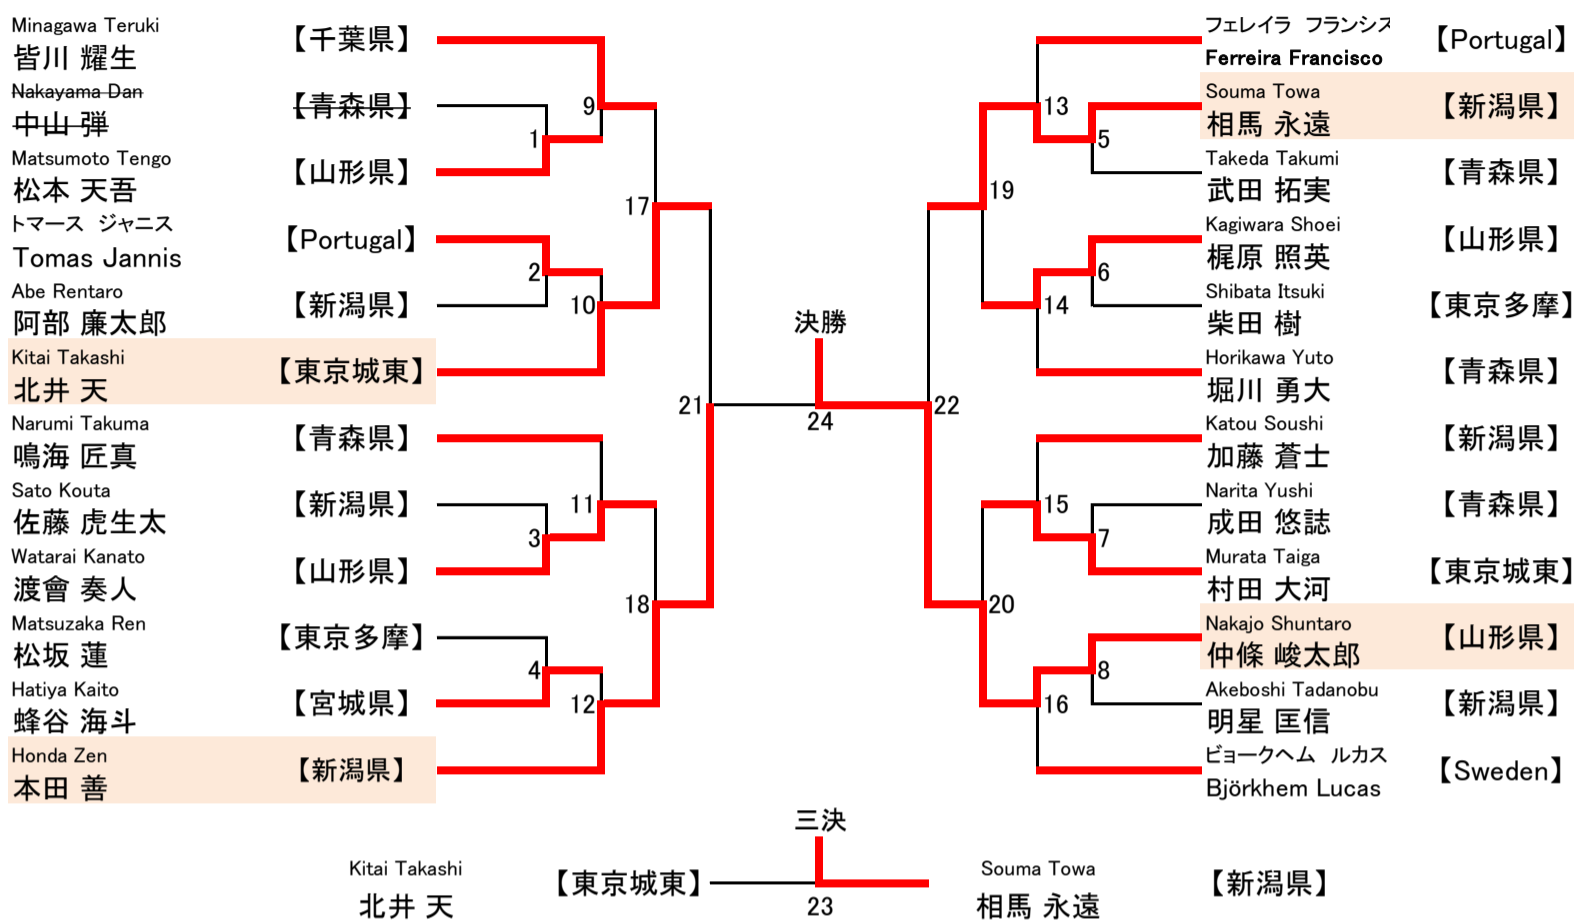 Minagawa Teruki
皆川 耀生
【千葉県】
Nakayama Dan
中山 弾
【青森県】
Matsumoto Tengo
松本 天吾
【山形県】
トマース ジャニス
Tomas Jannis
【Portugal】
Abe Rentaro
阿部 廉太郎
【新潟県】
Kitai Takashi
北井 天
【東京城東】
Narumi Takuma
鳴海 匠真
【青森県】
Sato Kouta
佐藤 虎生太
【新潟県】
Watarai Kanato
渡會 奏人
【山形県】
Matsuzaka Ren
松坂 蓮
【東京多摩】
Hatiya Kaito
蜂谷 海斗
【宮城県】
Honda Zen
本田 善
【新潟県】
1
2
3
4
9
10
11
12
17
18
21
決勝
24
22
19
20
13
14
15
16
5
6
7
8
フェレイラ フランシス
Ferreira Francisco
【Portugal】
Souma Towa
相馬 永遠
【新潟県】
Takeda Takumi
武田 拓実
【青森県】
Kagiwara Shoei
梶原 照英
【山形県】
Shibata Itsuki
柴田 樹
【東京多摩】
Horikawa Yuto
堀川 勇大
【青森県】
Katou Soushi
加藤 蒼士
【新潟県】
Narita Yushi
成田 悠誌
【青森県】
Murata Taiga
村田 大河
【東京城東】
Nakajo Shuntaro
仲條 峻太郎
【山形県】
Akeboshi Tadanobu
明星 匡信
【新潟県】
ビョークヘム ルカス
Björkhem Lucas
【Sweden】
三決
Kitai Takashi
北井 天
【東京城東】
23
Souma Towa
相馬 永遠
【新潟県】